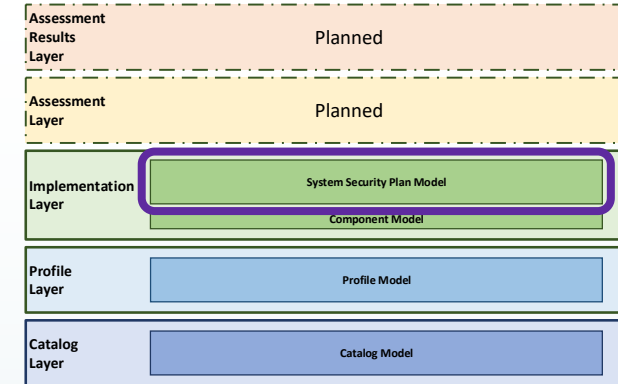 Assessment
Results
Layer
Planned
Assessment
Layer
Planned
Implementation
Layer
System Security Plan Model
Component Model
Profile
Layer
Profile Model
Catalog
Layer
Catalog Model